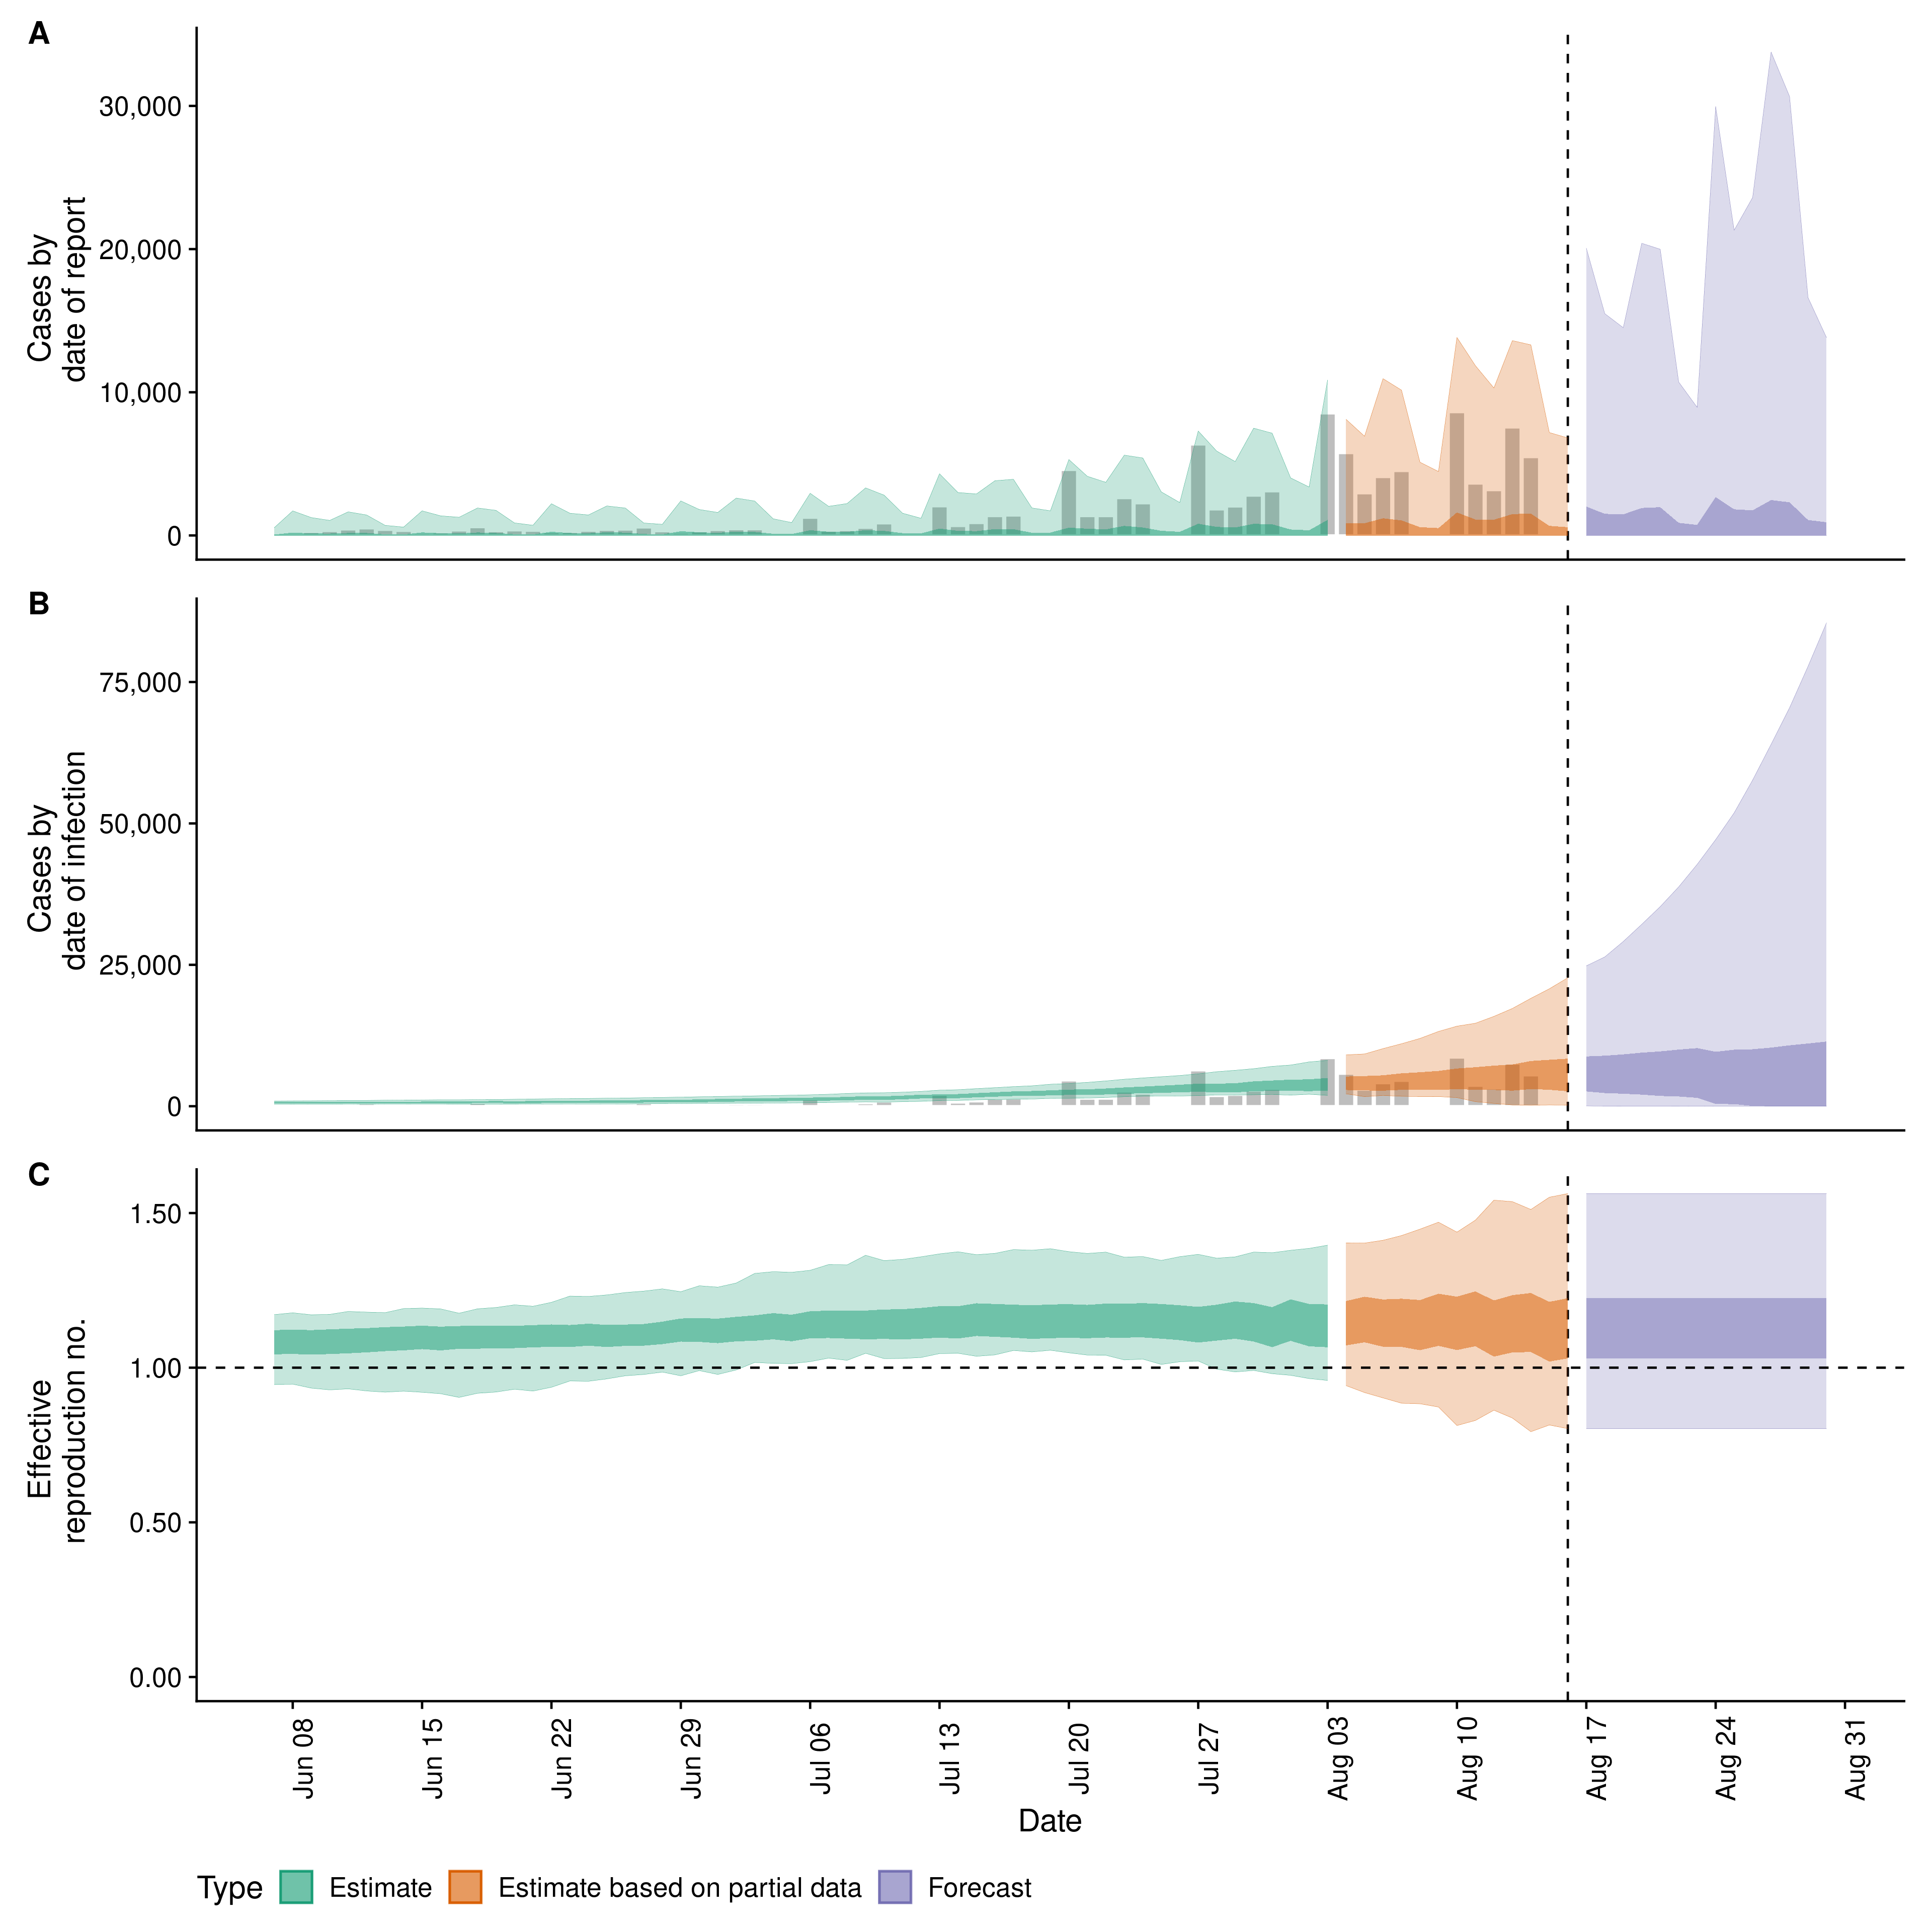 A
Cases by
date of report
30,000
20,000
10,000
0
B
Cases by
date of infection
75,000
50,000
25,000
0
C
Effective
reproduction no.
1.50
1.00
0.50
0.00
Jun 08
Jun 15
Jun 22
Jun 29
Jul 06
Jul 13
Jul 20
Jul 27
Aug 03
Aug 10
Aug 17
Aug 24
Aug 31
Date
Type Estimate Estimate based on partial data Forecast